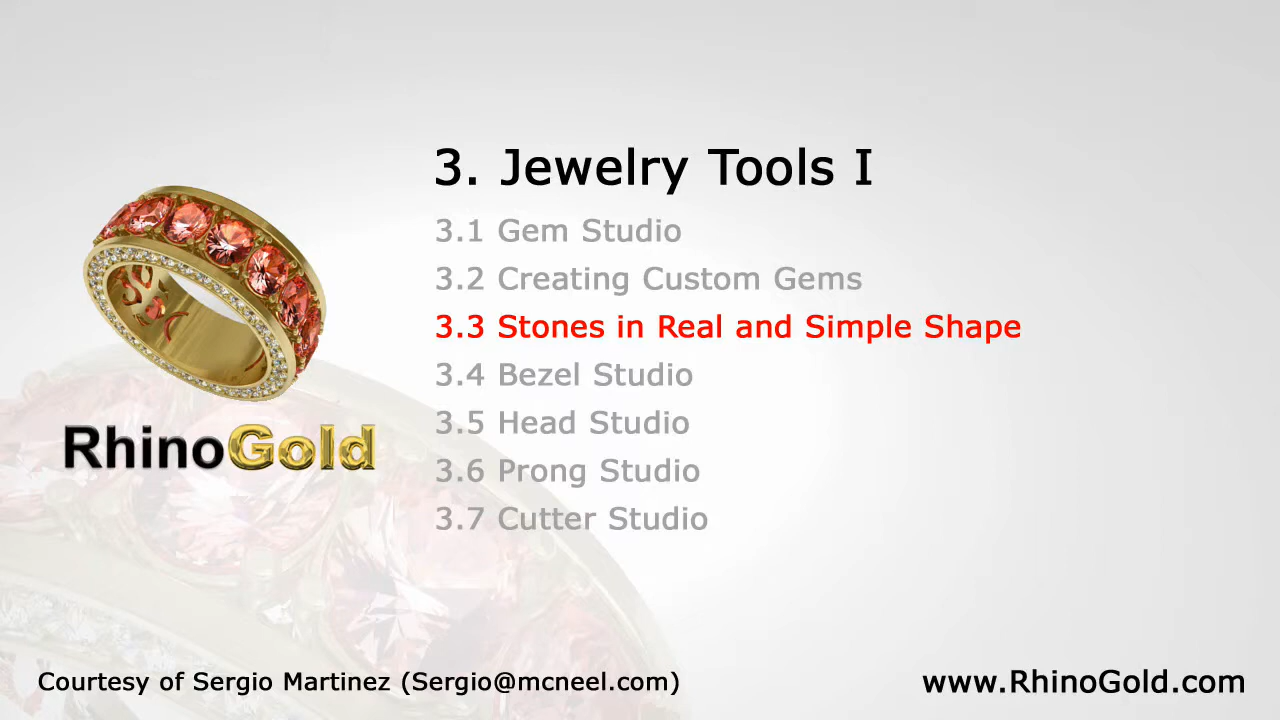 3. Jewelry Tools I
3.1 Gem Studio
3.2 Creating Custom Gems
3.3 Stones in Real and Simple Shape
3.4 Bezel Studio
3.5 Head Studio
3.6 Prong Studio
3.7 Cutter Studio
RhinoGold
Courtesy of Sergio Martinez (Sergio@mcneel.com)
www.RhinoGold.com